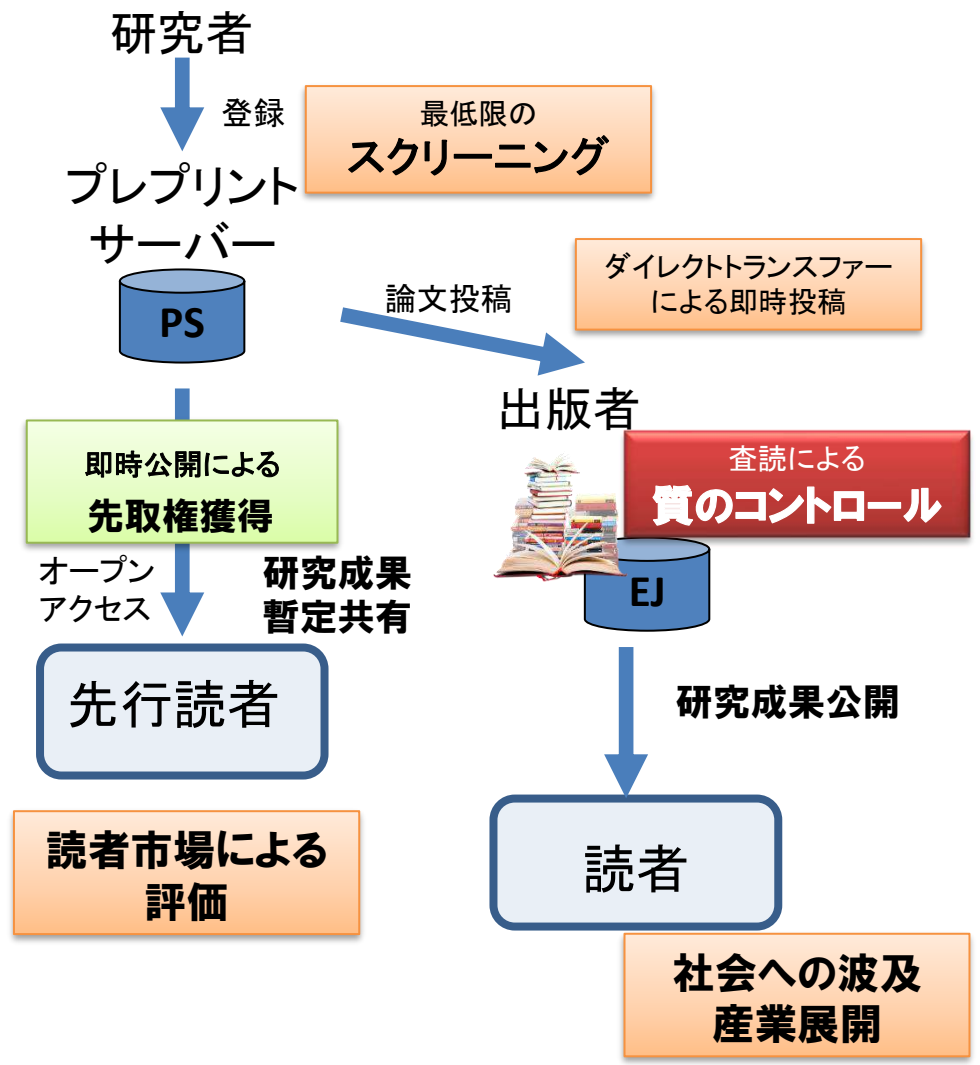 研究者
登録
最低限の
スクリーニング
プレプリント
サーバー
PS
論文投稿
ダイレクトトランスファー
による即時投稿
出版者
査読による
質のコントロール
EJ
即時公開による
先取権獲得
オープン
アクセス
研究成果
暫定共有
先行読者
研究成果公開
読者市場による
評価
読者
社会への波及
産業展開